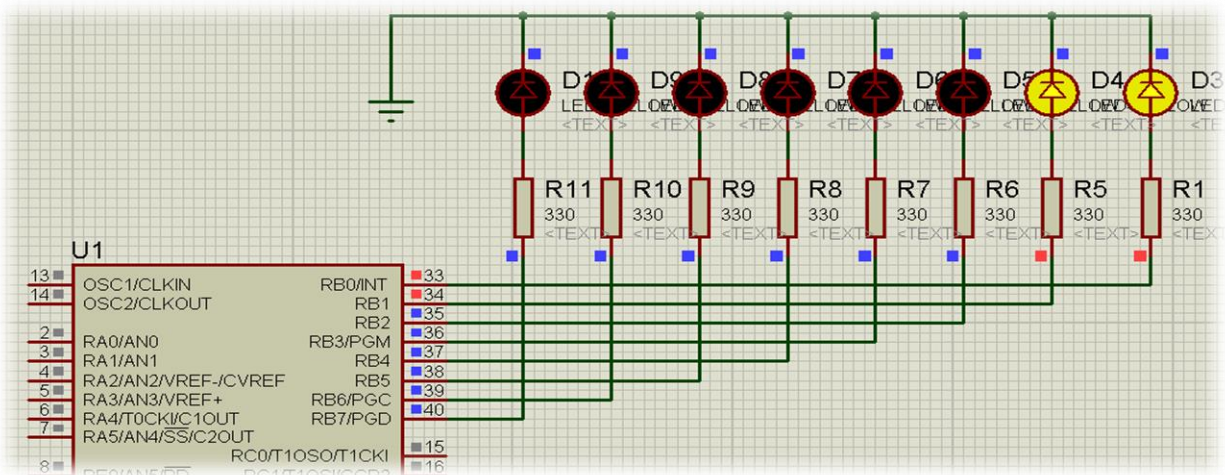 D1 D9 D8 D7 D6 D5 D4 D3
<TEXT> <TEXT> <TEXT> <TEXT> <TEXT> <TEXT> <TEXT>
R11 R10 R9 R8 R7 R6 R5 R1
330 330 330 330 330 330 330 330
<TEXT> <TEXT> <TEXT> <TEXT> <TEXT> <TEXT> <TEXT> <TEXT>
U1
13 OSC1/CLKIN RB0/INT 33
14 OSC2/CLKOUT RB1 34
RB2 35
2 RA0/AN0 RB3/PGM 36
3 RA1/AN1 RB4 37
4 RA2/AN2/VREF-/CVREF RB5 38
5 RA3/AN3/VREF+ RB6/PGC 39
6 RA4/T0CKI/C1OUT RB7/PGD 40
7 RA5/AN4/SS/C2OUT
RC0/T1OSO/T1CKI 15
8 16